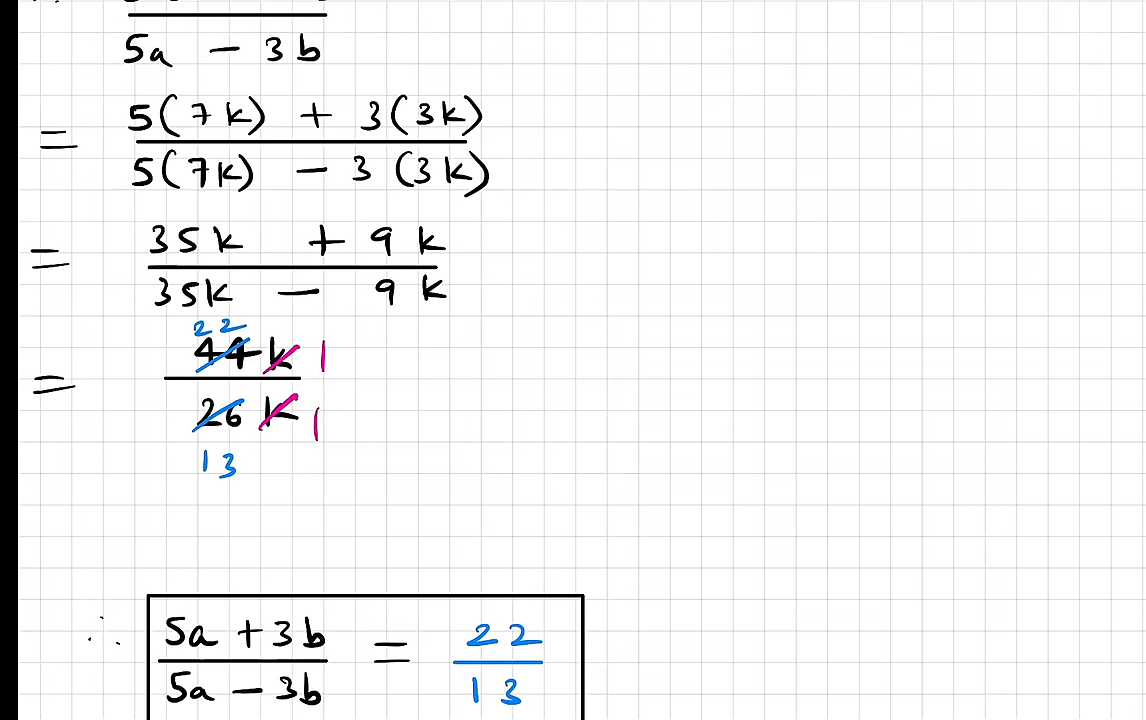 5a - 3b
= 5(7k) + 3(3k)
5(7k) - 3(3k)
= 35k + 9k
35k - 9k
22
= 44k 1
26k 1
13
∴ 5a + 3b = 22
5a - 3b 13